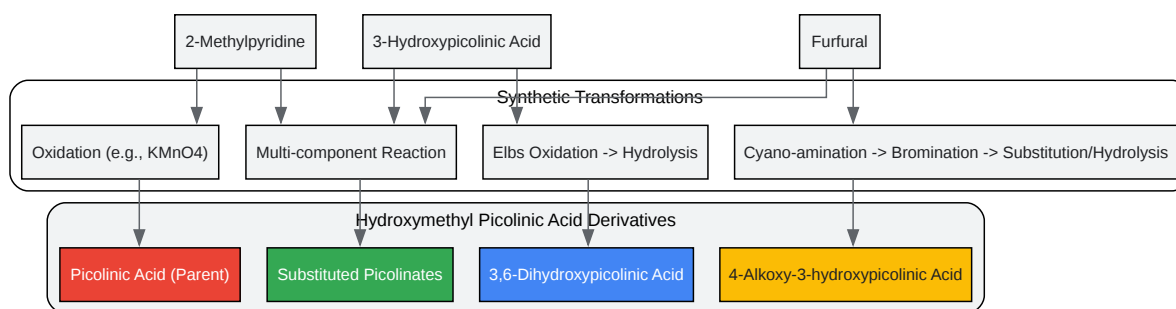 2-Methylpyridine
3-Hydroxypicolinic Acid
Furfural
Synthetic Transformations
Oxidation (e.g., KMnO4)
Multi-component Reaction
Elbs Oxidation -> Hydrolysis
Cyano-amination -> Bromination -> Substitution/Hydrolysis
Hydroxymethyl Picolinic Acid Derivatives
Picolinic Acid (Parent)
Substituted Picolinates
3,6-Dihydroxypicolinic Acid
4-Alkoxy-3-hydroxypicolinic Acid